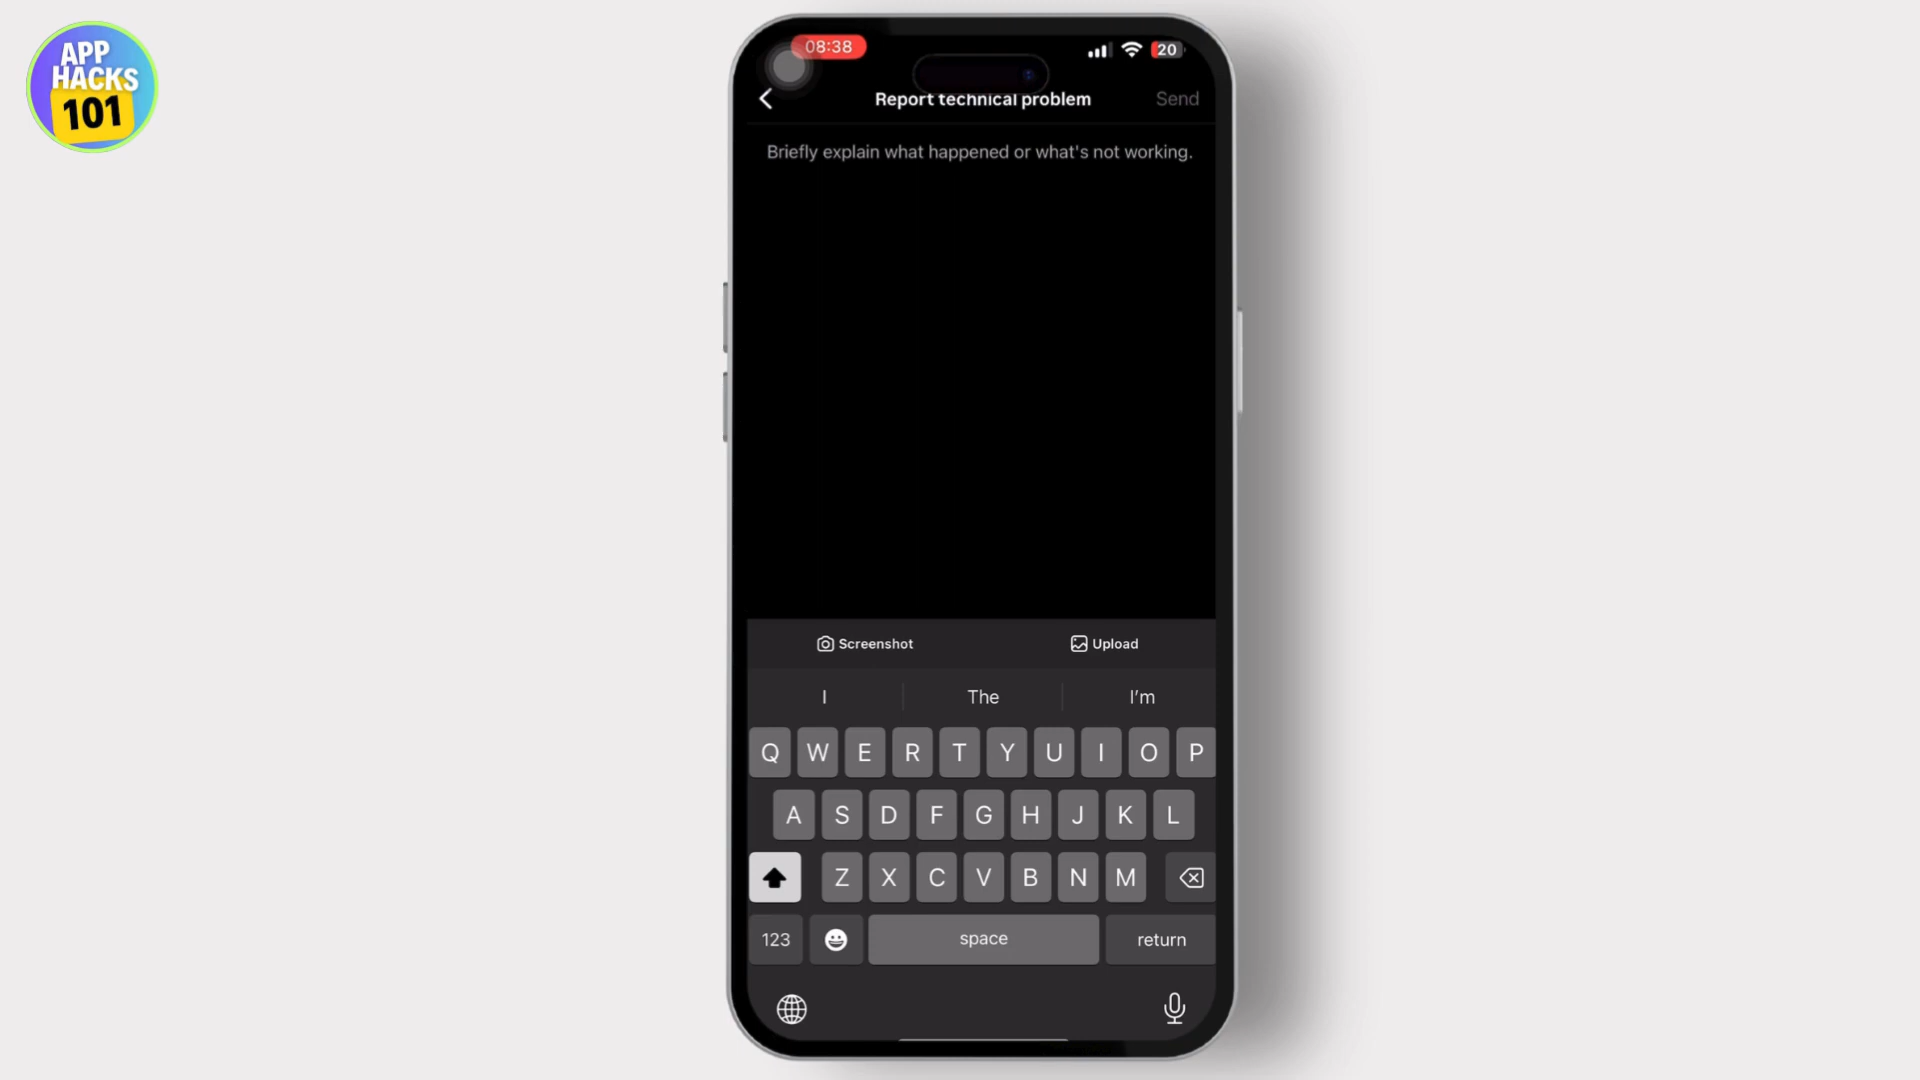 APP
HACKS
101
08:38
20
Report technical problem
Send
Briefly explain what happened or what's not working.
Screenshot
Upload
I
The
I'm
Q W E R T Y U I O P
A S D F G H J K L
Z X C V B N M
123
space
return